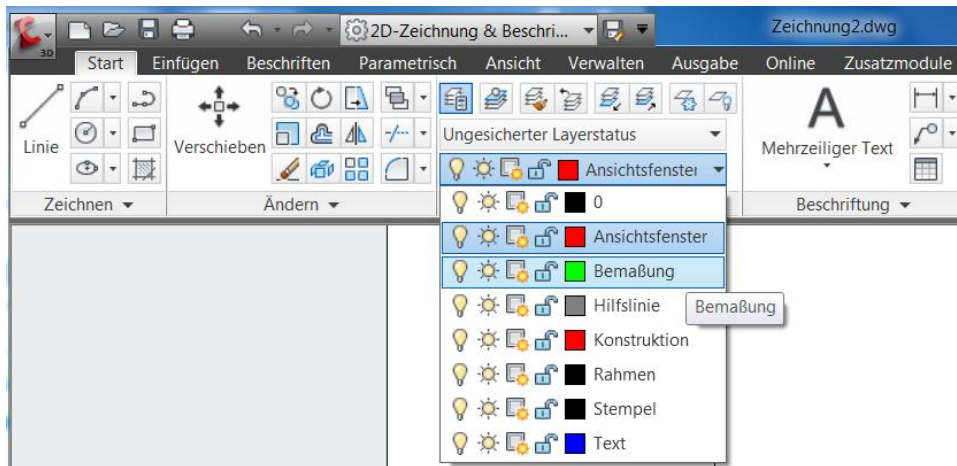 3D
2D-Zeichnung & Beschri...
Zeichnung2.dwg
Start Einfügen Beschriften Parametrisch Ansicht Verwalten Ausgabe Online Zusatzmodule
Linie
Verschieben
Ungesicherter Layerstatus
Mehrzeiliger Text
Ansichtsfenster
Zeichnen
Ändern
Beschriftung
0
Ansichtsfenster
Bemaßung
Hilfslinie
Bemaßung
Konstruktion
Rahmen
Stempel
Text